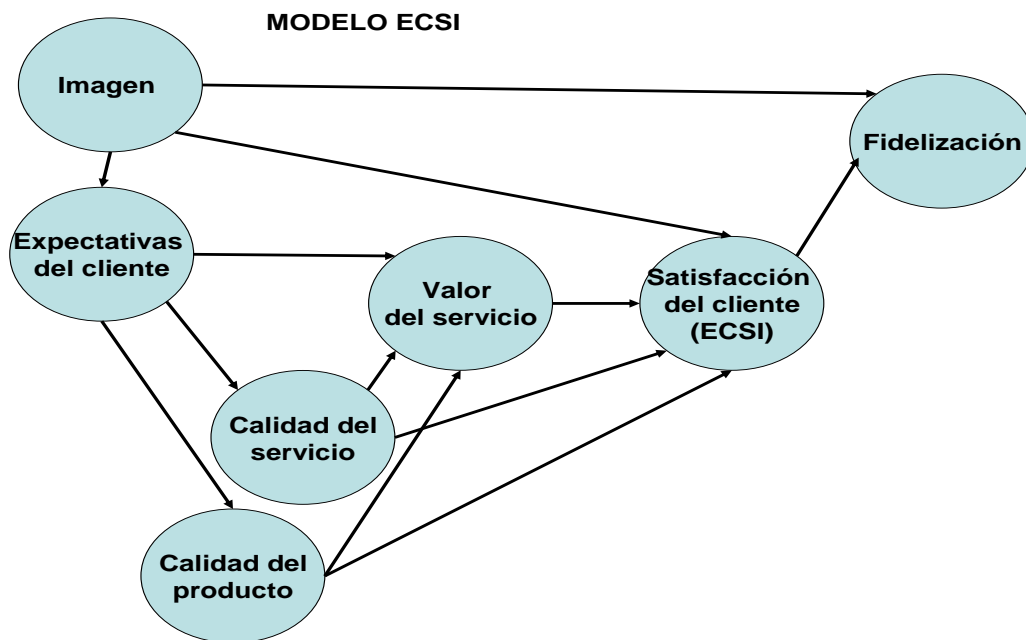 MODELO ECSI
Imagen
Fidelización
Expectativas
del cliente
Valor
del servicio
Satisfacción
del cliente
(ECSI)
Calidad del
servicio
Calidad del
producto